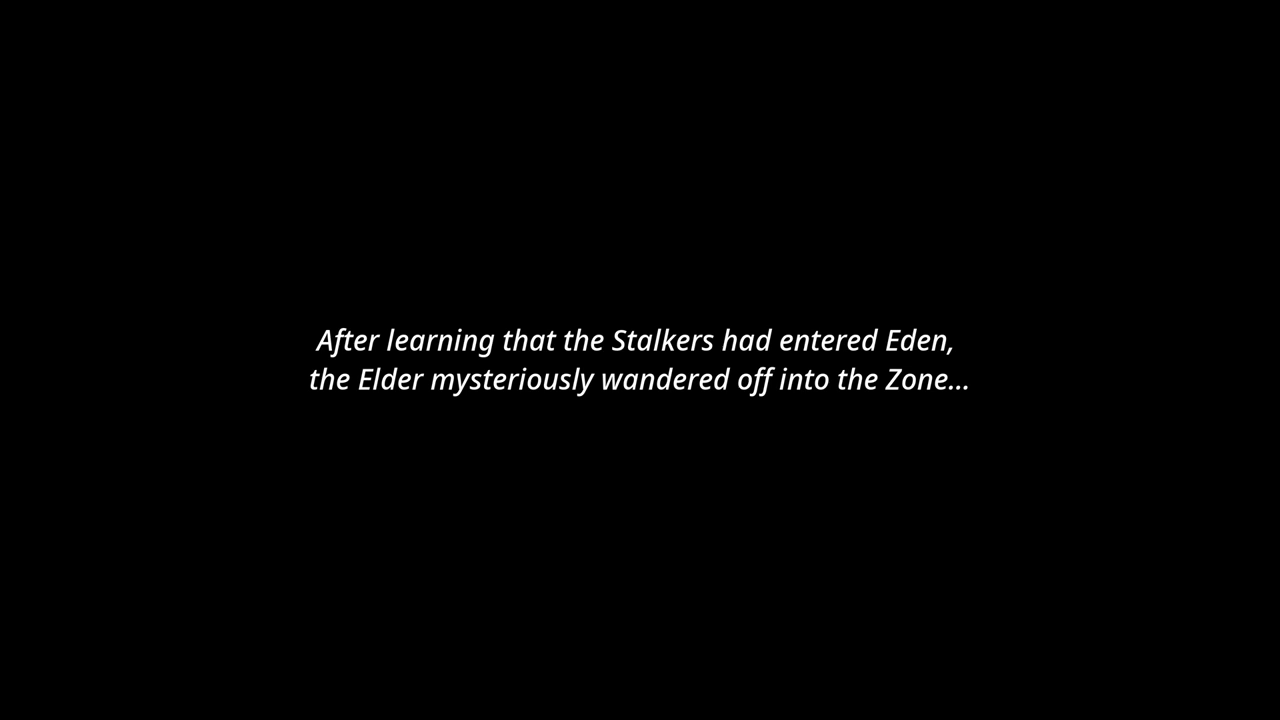 After learning that the Stalkers had entered Eden,
the Elder mysteriously wandered off into the Zone...